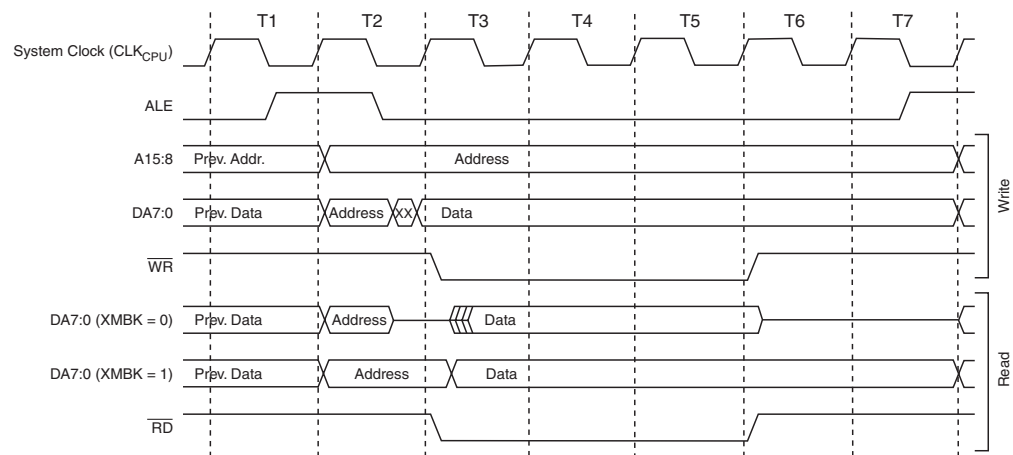 T1 T2 T3 T4 T5 T6 T7
System Clock (CLKCPU)
ALE
A15:8 Prev. Addr. Address
DA7:0 Prev. Data Address XX Data
WR
Write
DA7:0 (XMBK = 0) Prev. Data Address Data
DA7:0 (XMBK = 1) Prev. Data Address Data
RD
Read